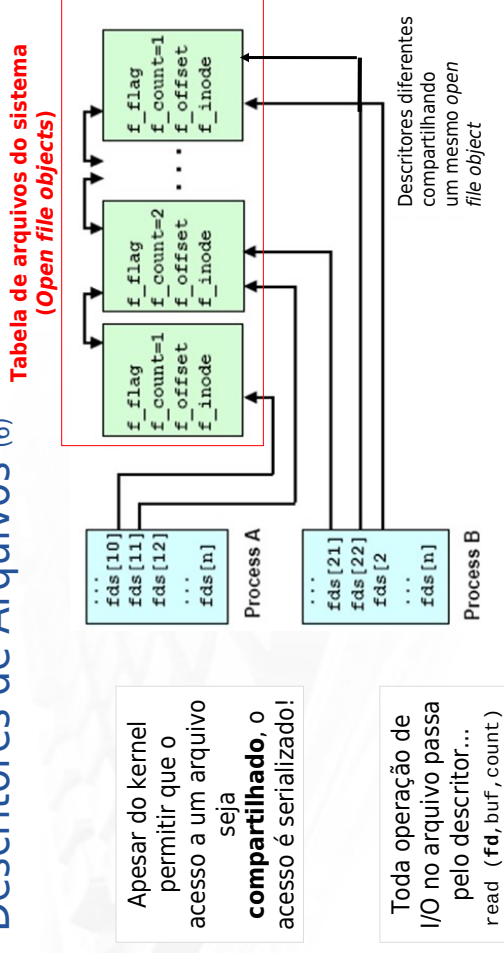 Descritores de Arquivos (6)
Tabela de arquivos do sistema
(Open file objects)
Apesar do kernel
permitir que o
acesso a um arquivo
seja
compartilhado, o
acesso é serializado!
Toda operação de
I/O no arquivo passa
pelo descritor...
read (fd,buf,count)
...
fds[10]
fds[11]
fds[12]
...
fds[n]
Process A
...
fds[21]
fds[22]
fds[2
...
fds[n]
Process B
f_flag
f_count=1
f_offset
f_inode
f_flag
f_count=2
f_offset
f_inode
...
f_flag
f_count=1
f_offset
f_inode
Descritores diferentes
compartilhando
um mesmo open
file object